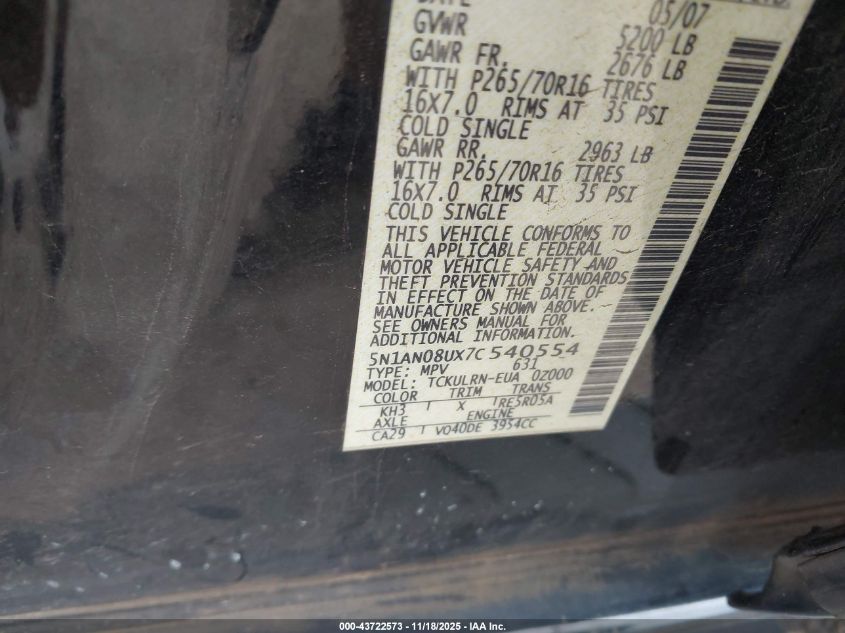 DATE 05/07
GVWR 5200 LB
GAWR FR. 2676 LB
WITH P265/70R16 TIRES
16X7.0 RIMS AT 35 PSI
COLD SINGLE
GAWR RR. 2963 LB
WITH P265/70R16 TIRES
16X7.0 RIMS AT 35 PSI
COLD SINGLE
THIS VEHICLE CONFORMS TO
ALL APPLICABLE FEDERAL
MOTOR VEHICLE SAFETY AND
THEFT PREVENTION STANDARDS
IN EFFECT ON THE DATE OF
MANUFACTURE SHOWN ABOVE.
SEE OWNERS MANUAL FOR
ADDITIONAL INFORMATION.
5N1AN08UX7C 540554
TYPE: MPV 631
MODEL: TCKULRN-EUA 02000
COLOR TRIM TRANS
KH3 X RE5R05A
AXLE ENGINE
CA29 VQ40DE 3954CC
000-43722573 - 11/18/2025 - IAA Inc.